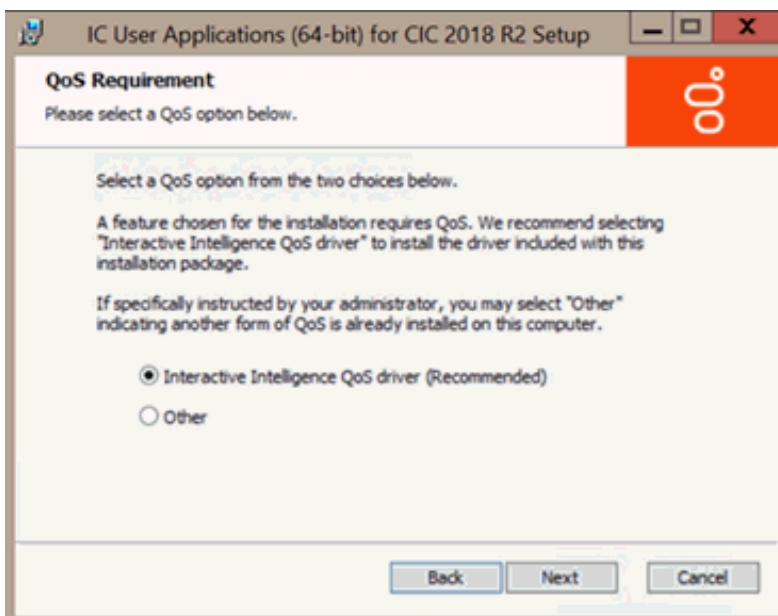 IC User Applications (64-bit) for CIC 2018 R2 Setup
QoS Requirement
Please select a QoS option below.
Select a QoS option from the two choices below.
A feature chosen for the installation requires QoS. We recommend selecting
"Interactive Intelligence QoS driver" to install the driver included with this
installation package.
If specifically instructed by your administrator, you may select "Other"
indicating another form of QoS is already installed on this computer.
Interactive Intelligence QoS driver (Recommended)
Other
Back Next Cancel